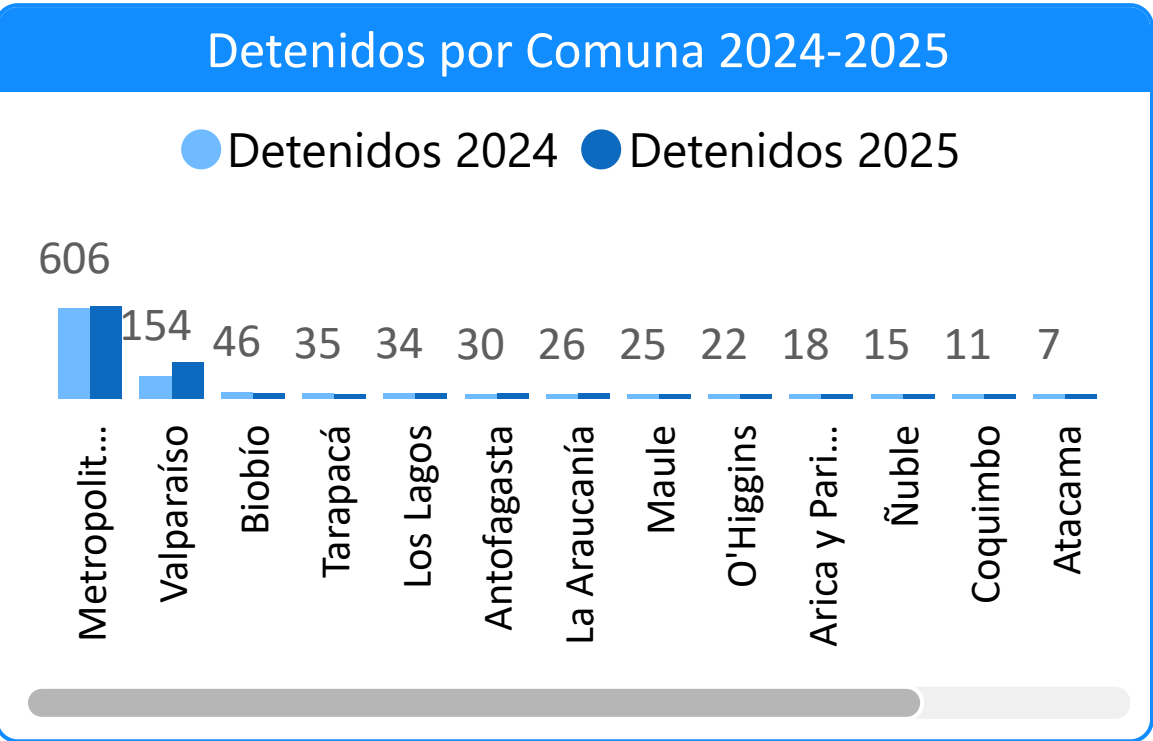 Detenidos por Comuna 2024-2025
Detenidos 2024 Detenidos 2025
606
154
46
35
34
30
26
25
22
18
15
11
7
Metropolit...
Valparaíso
Biobío
Tarapacá
Los Lagos
Antofagasta
La Araucanía
Maule
O'Higgins
Arica y Pari...
Ñuble
Coquimbo
Atacama